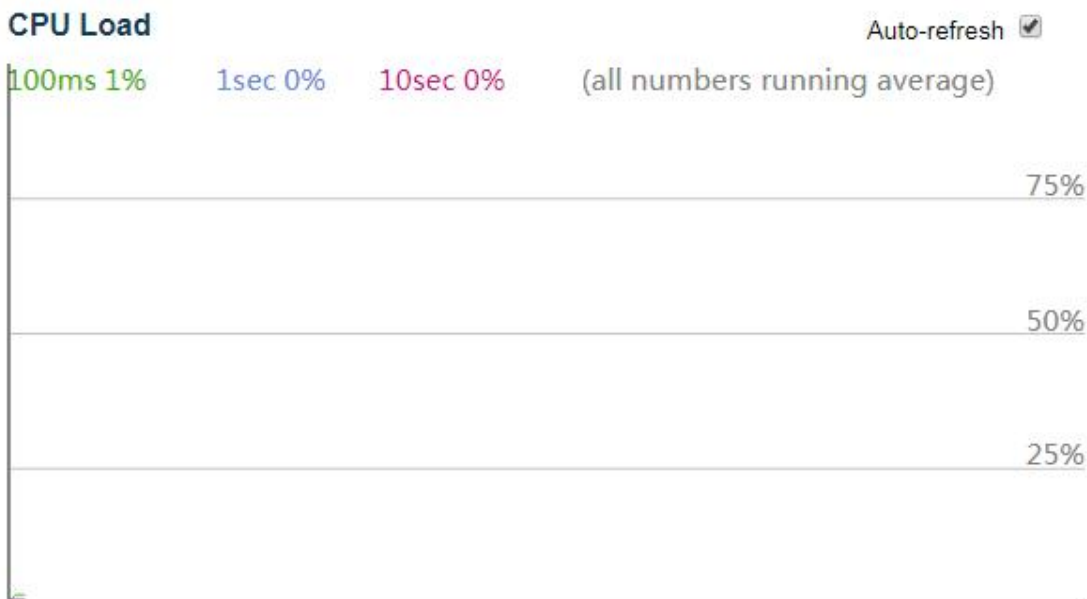 CPU Load
Auto-refresh
100ms 1% 1sec 0% 10sec 0% (all numbers running average)
75%
50%
25%